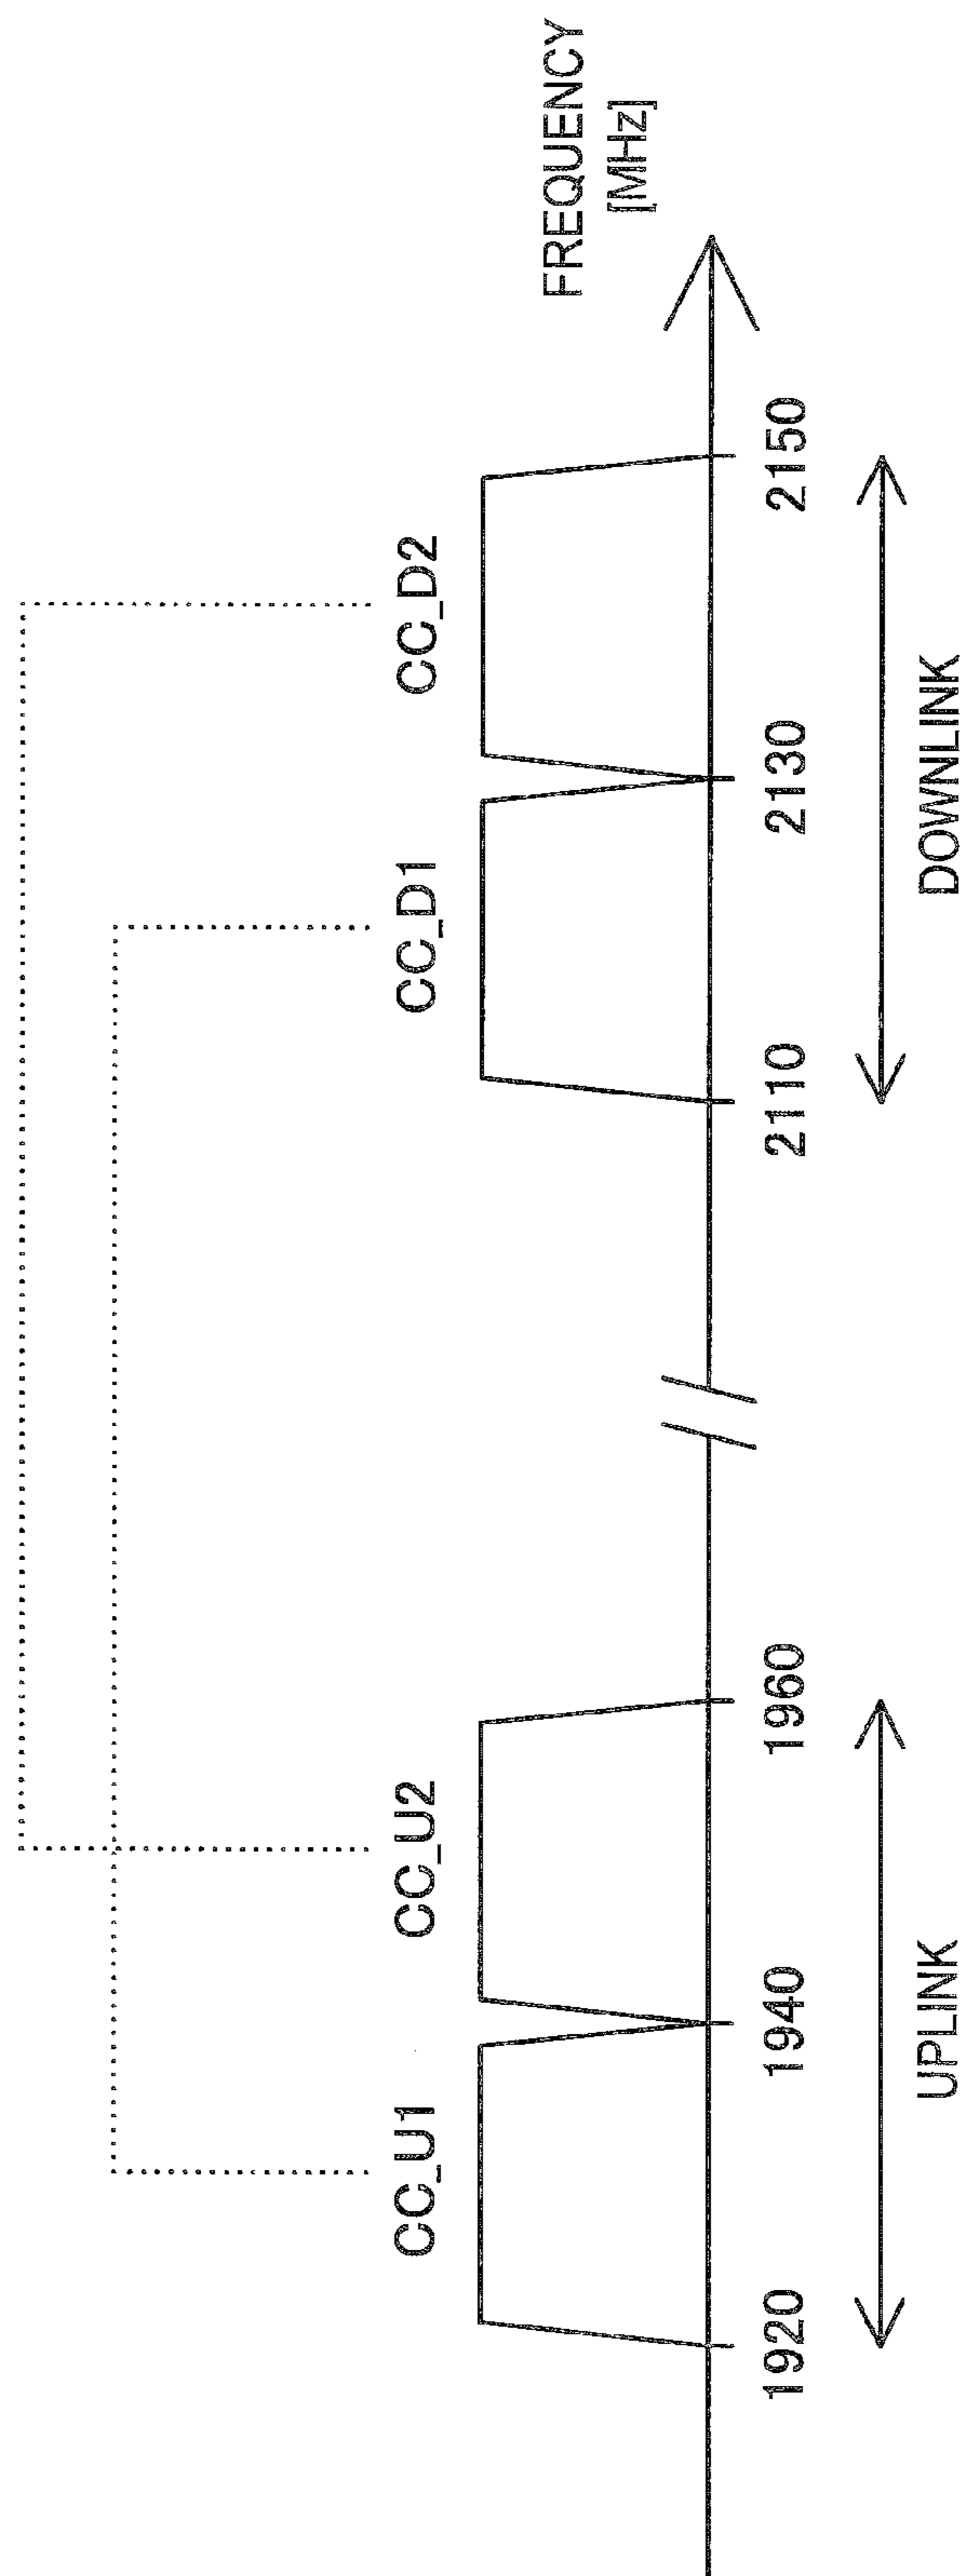 CC_U1
CC_U2
CC_D1
CC_D2
FREQUENCY
[MHz]
1920
1940
1960
2110
2130
2150
UPLINK
DOWNLINK